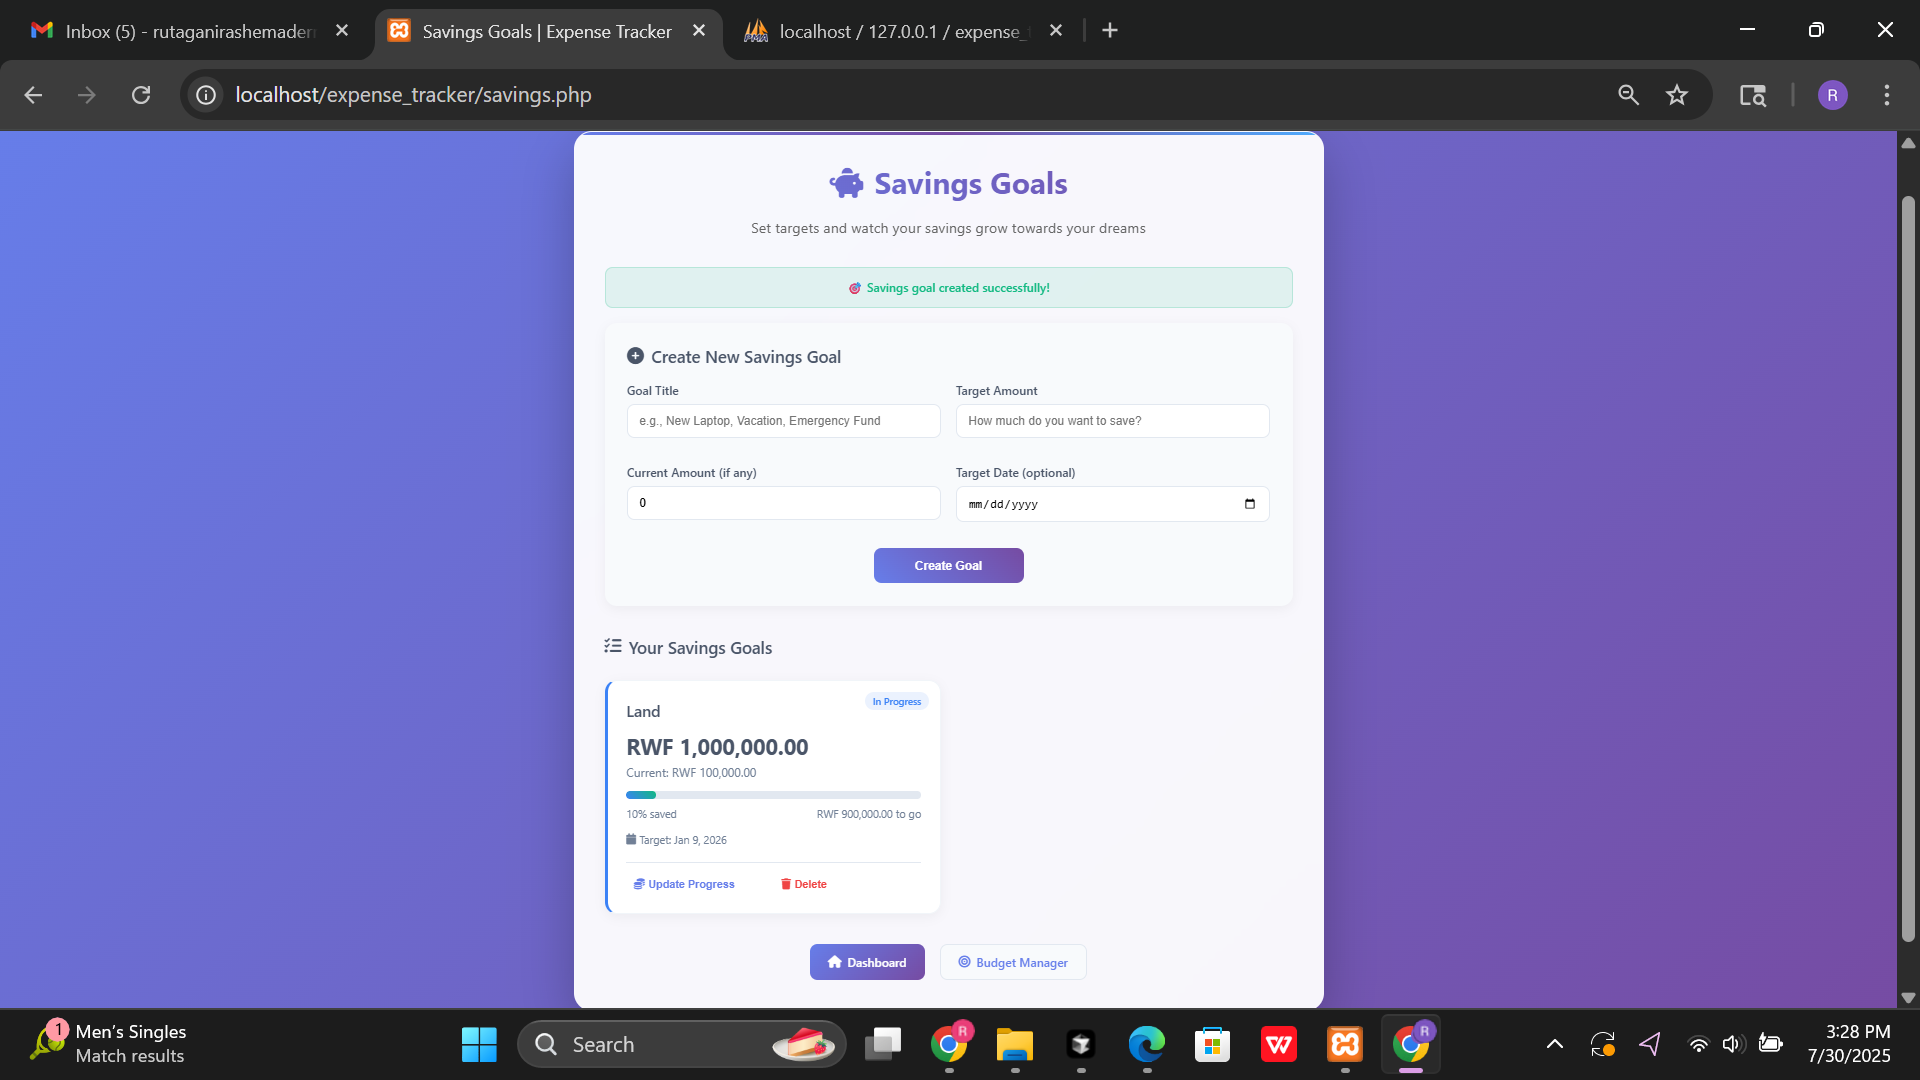 Inbox (5) - rutaganirashemader
Savings Goals | Expense Tracker
localhost / 127.0.0.1 / expense_
localhost/expense_tracker/savings.php
R
Savings Goals
Set targets and watch your savings grow towards your dreams
Savings goal created successfully!
Create New Savings Goal
Goal Title
Target Amount
e.g., New Laptop, Vacation, Emergency Fund
How much do you want to save?
Current Amount (if any)
Target Date (optional)
0
mm/dd/yyyy
Create Goal
Your Savings Goals
In Progress
Land
RWF 1,000,000.00
Current: RWF 100,000.00
10% saved
RWF 900,000.00 to go
Target: Jan 9, 2026
Update Progress
Delete
Dashboard
Budget Manager
1
Men's Singles
Match results
Search
R
R
3:28 PM
7/30/2025